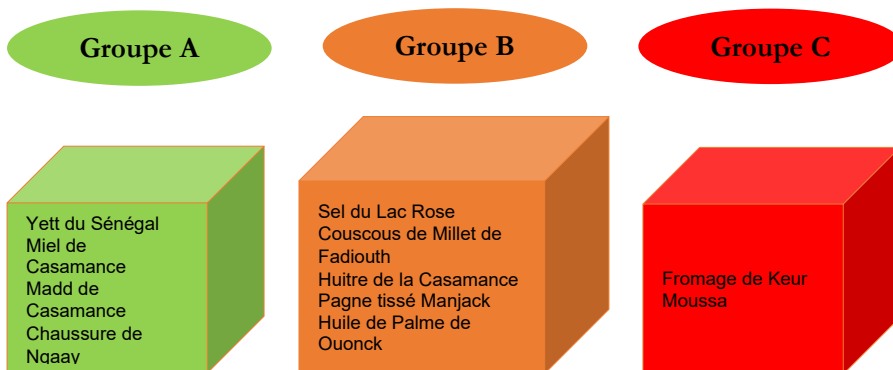 Groupe A
Groupe B
Groupe C
Yett du Sénégal
Miel de
Casamance
Madd de
Casamance
Chaussure de
Ngaay
Sel du Lac Rose
Couscous de Millet de
Fadiouth
Huitre de la Casamance
Pagne tissé Manjack
Huile de Palme de
Ouonck
Fromage de Keur
Moussa